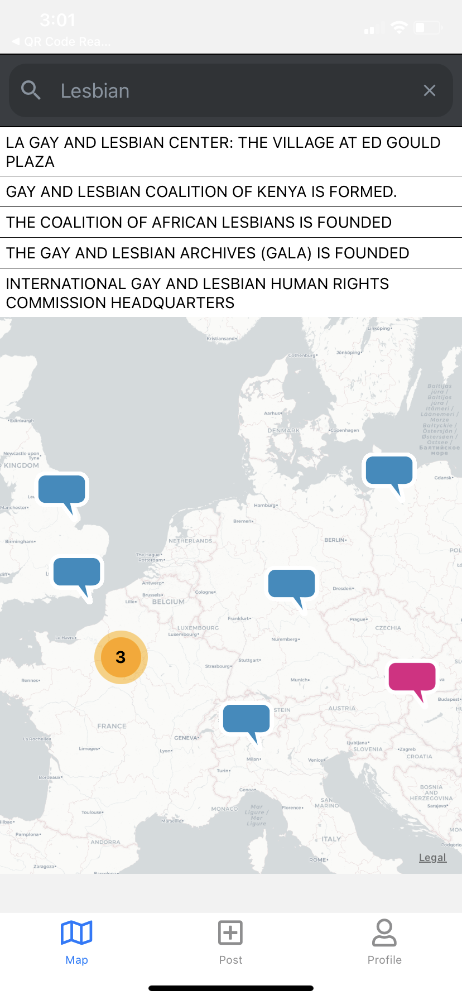 3:01
◀ QR Code Rea...
Lesbian
LA GAY AND LESBIAN CENTER: THE VILLAGE AT ED GOULD
PLAZA
GAY AND LESBIAN COALITION OF KENYA IS FORMED.
THE COALITION OF AFRICAN LESBIANS IS FOUNDED
THE GAY AND LESBIAN ARCHIVES (GALA) IS FOUNDED
INTERNATIONAL GAY AND LESBIAN HUMAN RIGHTS
COMMISSION HEADQUARTERS
Linköping
Kristiansand
Jönköping
Gothenburg
Baltijas
jūra /
Baltijos
jūra /
Itämeri /
Läänemeri /
Morze
Bałtyckie /
Östersjön /
Østersøen /
Ostsee /
Балтийское
море
Aarhus
Edinburgh
DENMARK
Copenhagen
Newcastle upon
Tyne
KINGDOM
Gdansk
Manchester
Hamburg
Bremen
Birmingham
NETHERLANDS
BERLIN
The Hague
Rotterdam
Antwerp
Brussels
Cologne
Dresden
Lille
BELGIUM
Frankfurt
Prague
LUXEMBOURG
Luxembourg
CZECHIA
Le Havre
Nuremberg
3
Strasbourg
Stuttgart
Rennes
Munich
Budapest
STEIN
AUSTRIA
FRANCE
GENEVA
La Rochelle
Limoges
Lyon
Ljubljana
SLOVENIA
Zagreb
CROATIA
Milan
Venice
Turin
Bordeaux
Genoa
BOSNIA
AND
HERZEGOVINA
Sarajevo
SAN
MARINO
MONACO
Mar
Ligure /
Mer
Ligure
Florence
Toulouse
Marseille
Pamplona
ANDORRA
ITALY
Zaragoza
ROME
Legal
Map
Post
Profile